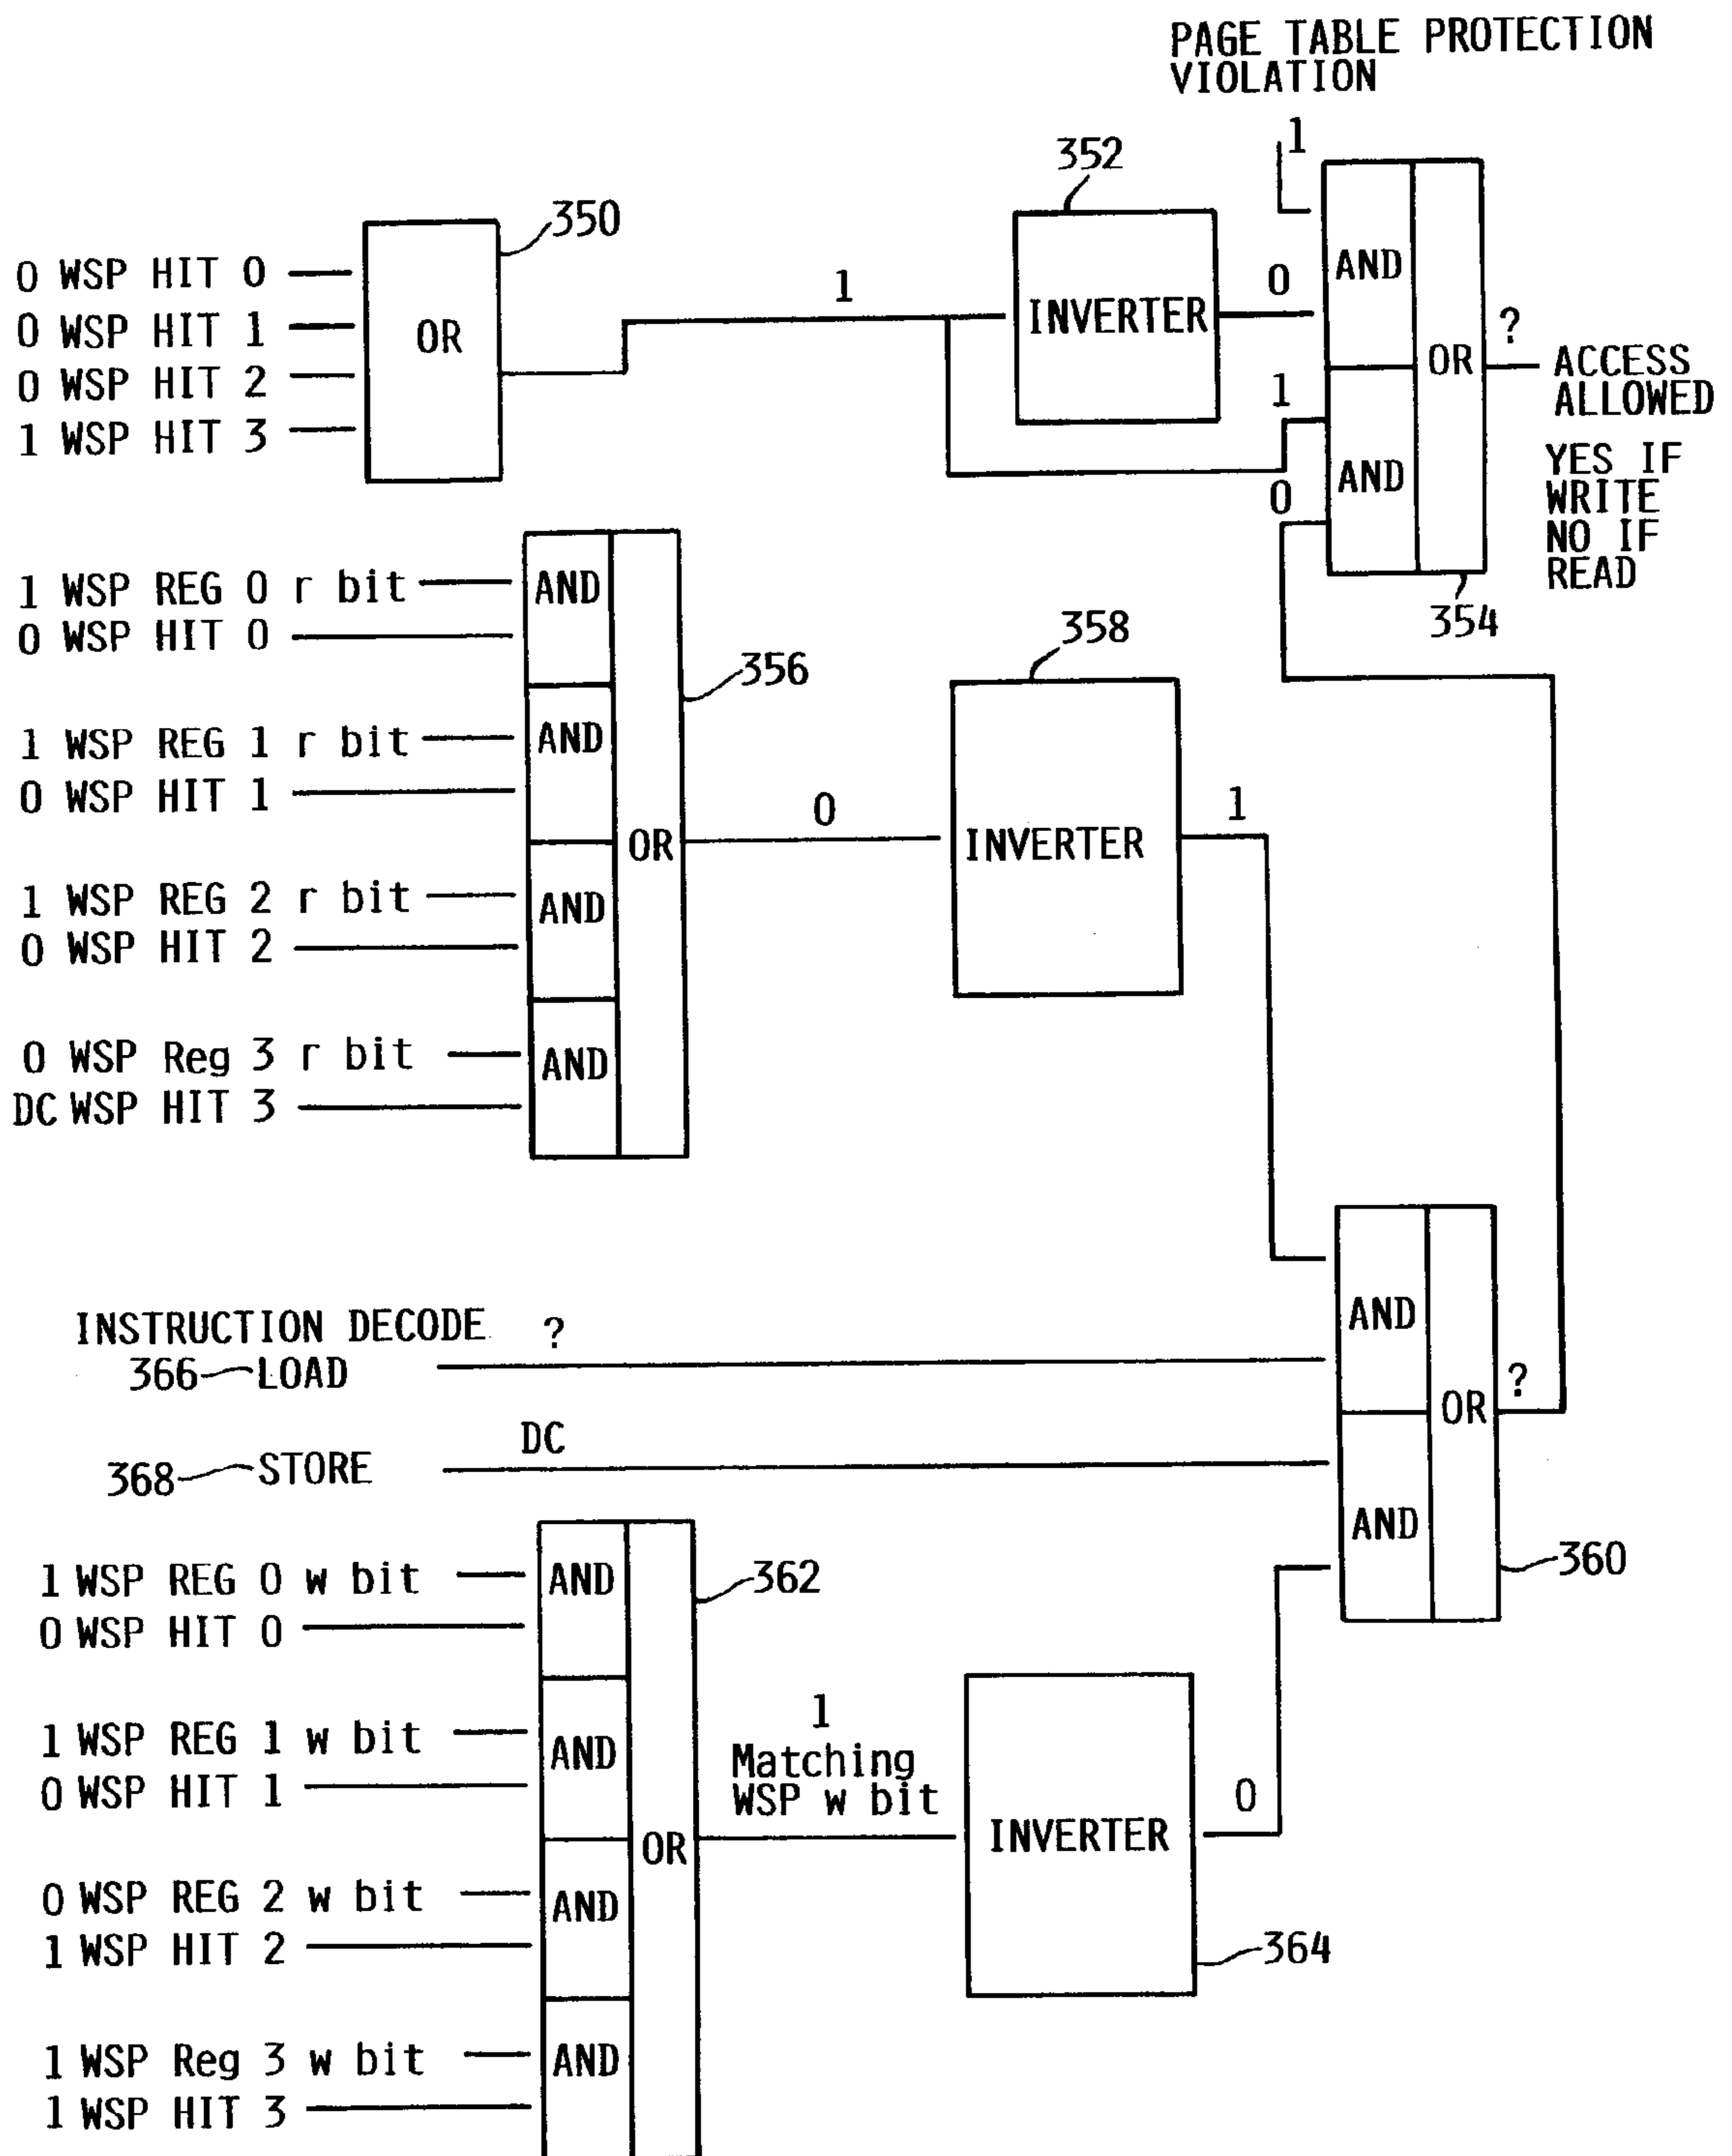 PAGE TABLE PROTECTION
VIOLATION
1
352
350
0 WSP HIT 0
0 WSP HIT 1
0 WSP HIT 2
1 WSP HIT 3
OR
1
INVERTER
0
1
0
AND
AND
OR
?
ACCESS
ALLOWED
YES IF
WRITE
NO IF
READ
354
1 WSP REG 0 r bit
0 WSP HIT 0
1 WSP REG 1 r bit
0 WSP HIT 1
1 WSP REG 2 r bit
0 WSP HIT 2
0 WSP Reg 3 r bit
DC WSP HIT 3
AND
AND
AND
AND
OR
356
0
358
INVERTER
1
INSTRUCTION DECODE ?
366 LOAD
DC
368 STORE
AND
AND
OR
?
360
1 WSP REG 0 w bit
0 WSP HIT 0
1 WSP REG 1 w bit
0 WSP HIT 1
0 WSP REG 2 w bit
1 WSP HIT 2
1 WSP Reg 3 w bit
1 WSP HIT 3
AND
AND
AND
AND
OR
362
1
Matching
WSP w bit
INVERTER
0
364